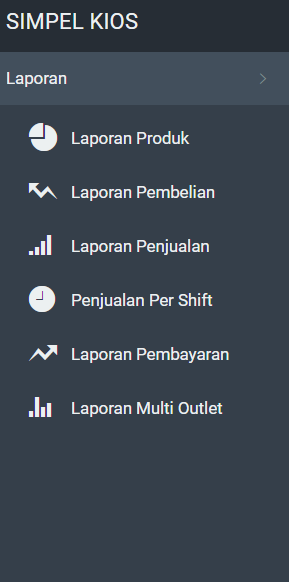 SIMPEL KIOS
Laporan
Laporan Produk
Laporan Pembelian
Laporan Penjualan
Penjualan Per Shift
Laporan Pembayaran
Laporan Multi Outlet